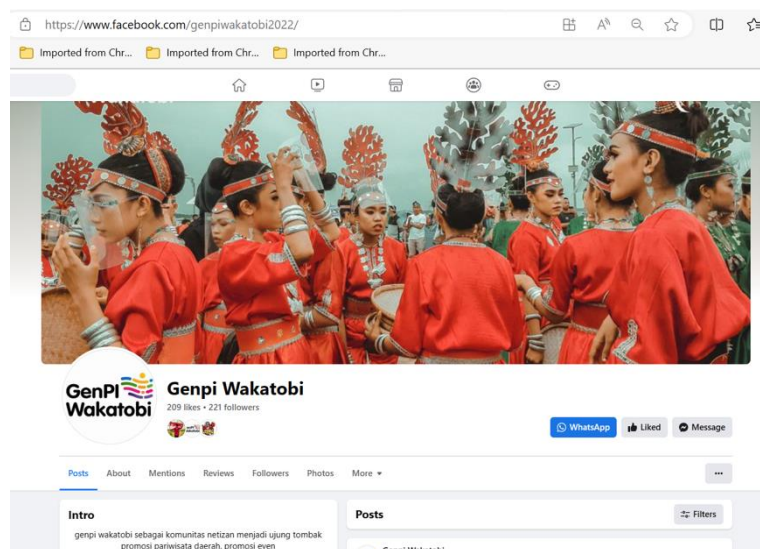 https://www.facebook.com/genpiwakatobi2022/
Imported from Chr... Imported from Chr... Imported from Chr...
GenPI
Wakatobi
Genpi Wakatobi
209 likes • 221 followers
WhatsApp Liked Message
Posts About Mentions Reviews Followers Photos More
Intro
genpi wakatobi sebagai komunitas netizan menjadi ujung tombak
promosi pariwisata daerah, promosi even
Posts
Filters
Genpi Wakatobi